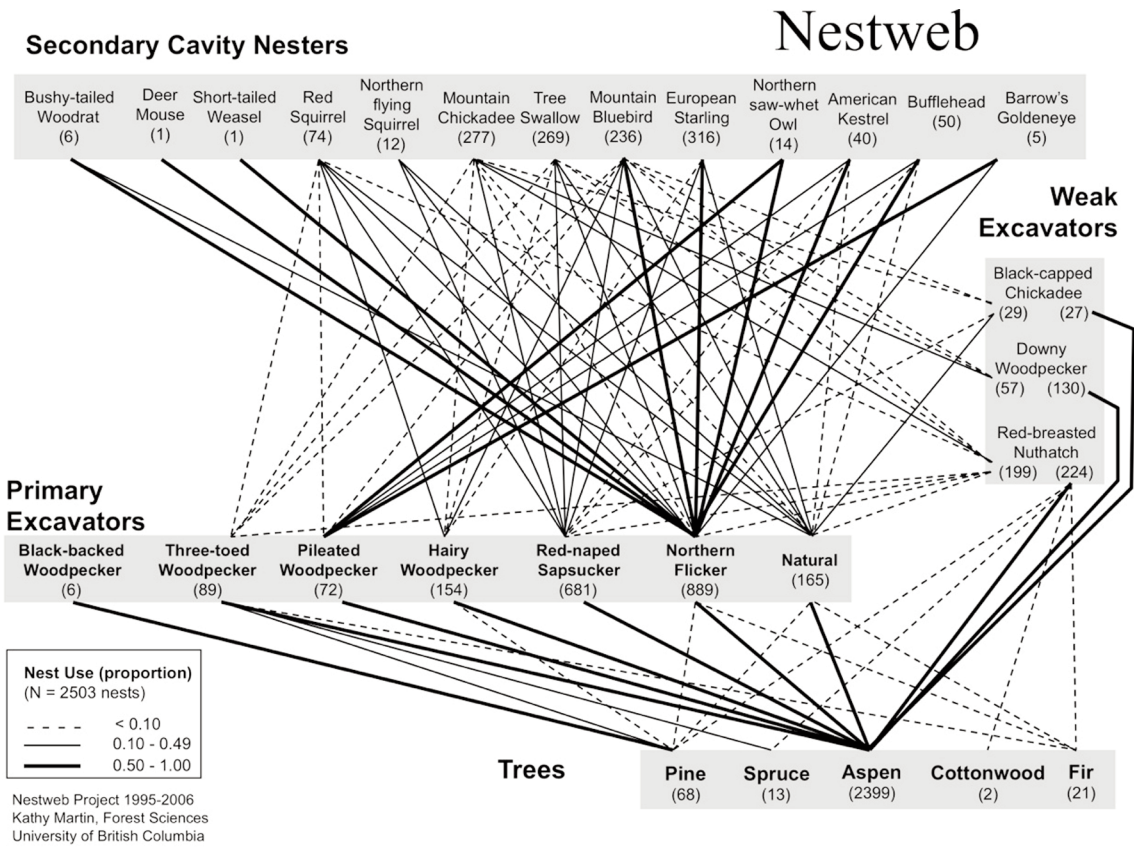 Nestweb
Secondary Cavity Nesters
Bushy-tailed
Woodrat
(6)
Deer
Mouse
(1)
Short-tailed
Weasel
(1)
Red
Squirrel
(74)
Northern
flying
Squirrel
(12)
Mountain
Chickadee
(277)
Tree
Swallow
(269)
Mountain
Bluebird
(236)
European
Starling
(316)
Northern
saw-whet
Owl
(14)
American
Kestrel
(40)
Bufflehead
(50)
Barrow's
Goldeneye
(5)
Weak
Excavators
Black-capped
Chickadee
(29) (27)
Downy
Woodpecker
(57) (130)
Red-breasted
Nuthatch
(199) (224)
Primary
Excavators
Black-backed
Woodpecker
(6)
Three-toed
Woodpecker
(89)
Pileated
Woodpecker
(72)
Hairy
Woodpecker
(154)
Red-naped
Sapsucker
(681)
Northern
Flicker
(889)
Natural
(165)
Nest Use (proportion)
(N = 2503 nests)
< 0.10
0.10 - 0.49
0.50 - 1.00
Trees
Pine
(68)
Spruce
(13)
Aspen
(2399)
Cottonwood
(2)
Fir
(21)
Nestweb Project 1995-2006
Kathy Martin, Forest Sciences
University of British Columbia